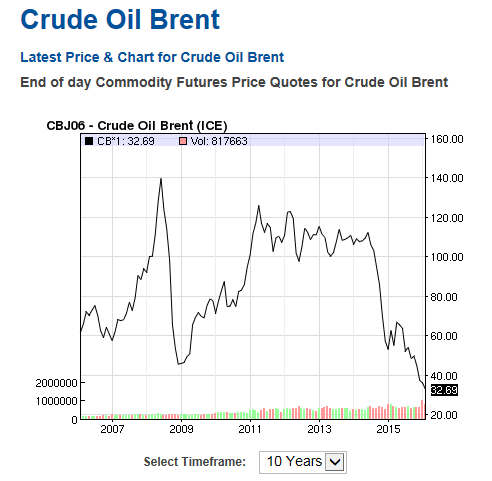 Crude Oil Brent
Latest Price & Chart for Crude Oil Brent
End of day Commodity Futures Price Quotes for Crude Oil Brent
CBJ06 - Crude Oil Brent (ICE)
CB*1: 32.69 Vol: 817663
160.00
140.00
120.00
100.00
80.00
60.00
40.00
32.69
20.00
2000000
1000000
0
2007 2009 2011 2013 2015
Select Timeframe: 10 Years